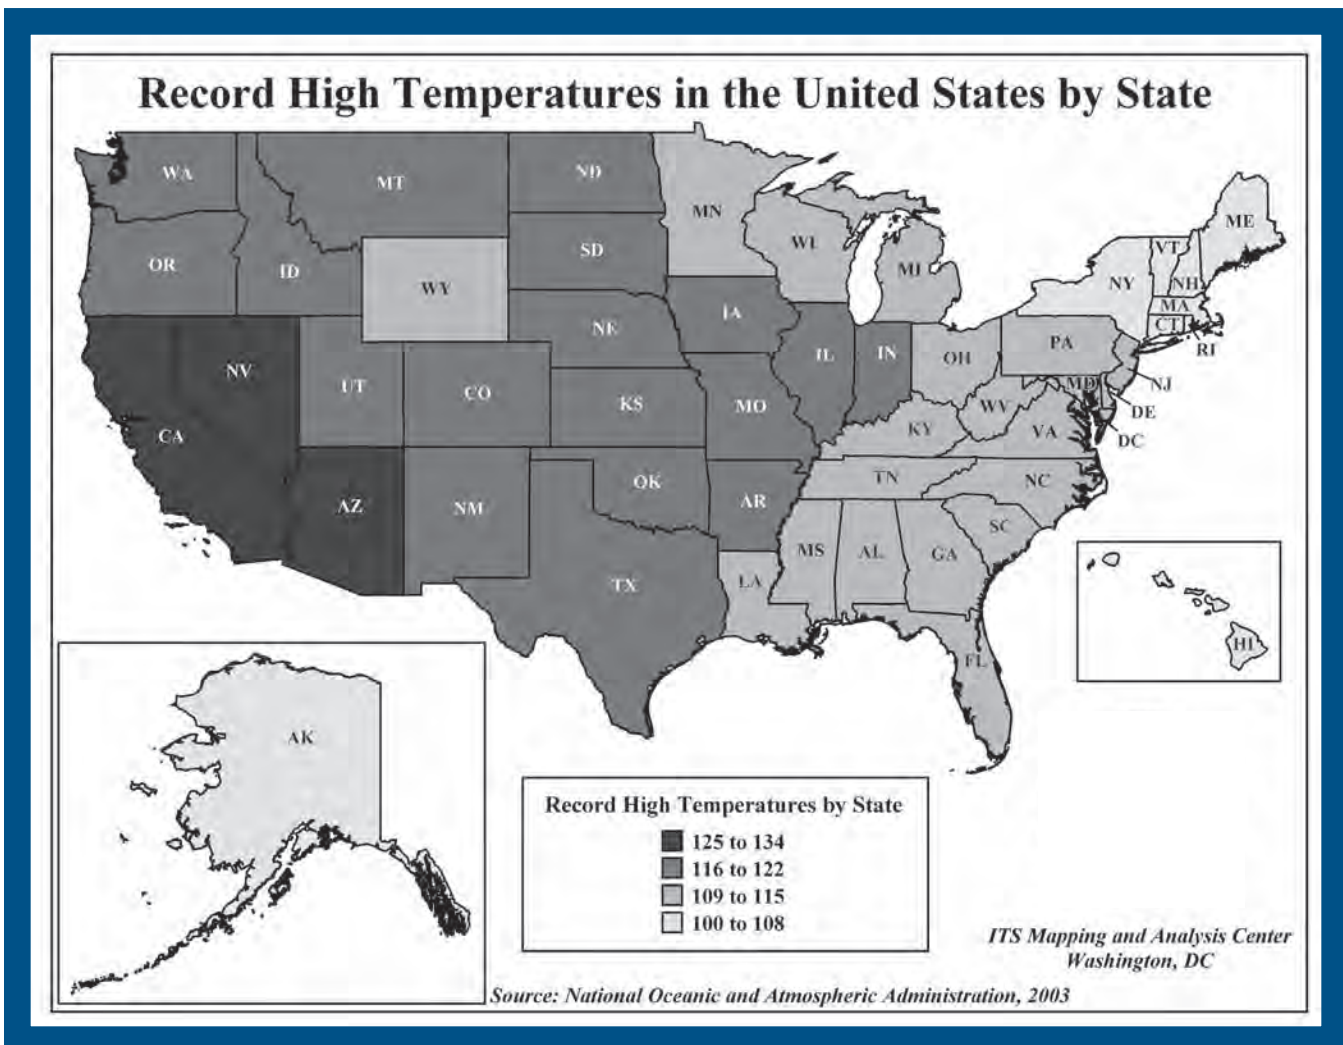 Record High Temperatures in the United States by State
WA
MT
ND
MN
OR
ID
WY
SD
WI
MI
NY
VT
NH
ME
MA
CT
RI
NV
UT
CO
NE
IA
IL
IN
OH
PA
NJ
MD
DE
DC
CA
KS
MO
KY
WV
VA
AZ
NM
OK
AR
TN
NC
SC
TX
LA
MS
AL
GA
FL
HI
AK
Record High Temperatures by State
125 to 134
116 to 122
109 to 115
100 to 108
ITS Mapping and Analysis Center
Washington, DC
Source: National Oceanic and Atmospheric Administration, 2003